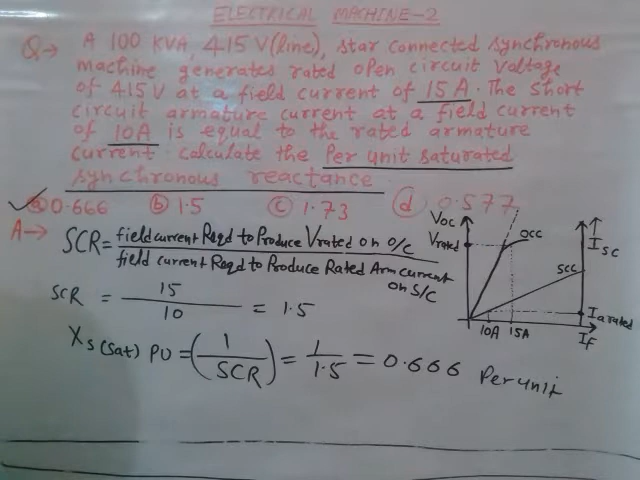 ELECTRICAL MACHINE-2
Q→ A 100 KVA, 415 V(line), star connected synchronous
machine generates rated open circuit voltage
of 415 V at a field current of 15 A. The short
circuit armature current at a field current
of 10A is equal to the rated armature
current. calculate the Per unit saturated
synchronous reactance.
ⓐ 0.666 ⓑ 1.5 ⓒ 1.73 ⓓ 0.577
A→ SCR = field current Reqd to Produce Vrated on o/c
field current Reqd to Produce Rated Arm current
on S/C
SCR = 15
10
= 1.5
Xs(sat) PU = (1
SCR) = 1
1.5 = 0.666 Per unit
Voc
Vrated
OCC
Isc
SCC
Ia rated
10A 15A If